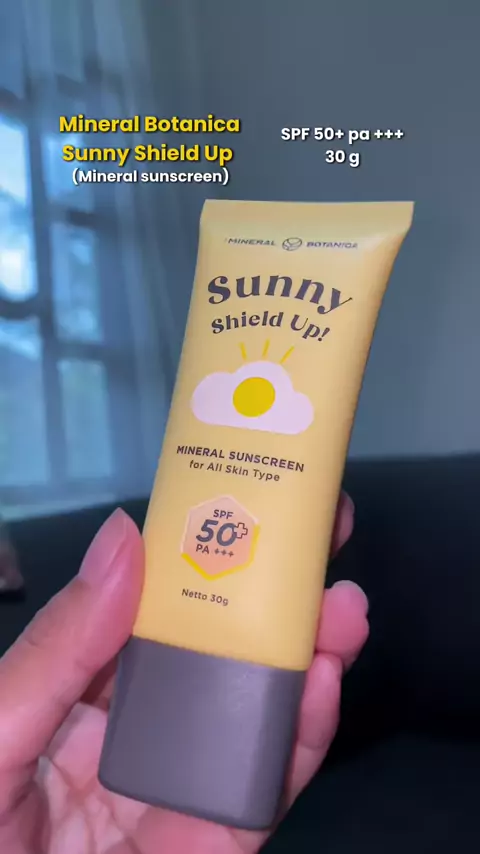 Mineral Botanica
Sunny Shield Up
(Mineral sunscreen)
SPF 50+ pa +++
30 g
MINERAL BOTANICA
Sunny
Shield Up!
MINERAL SUNSCREEN
for All Skin Type
SPF
50+
PA +++
Netto 30g